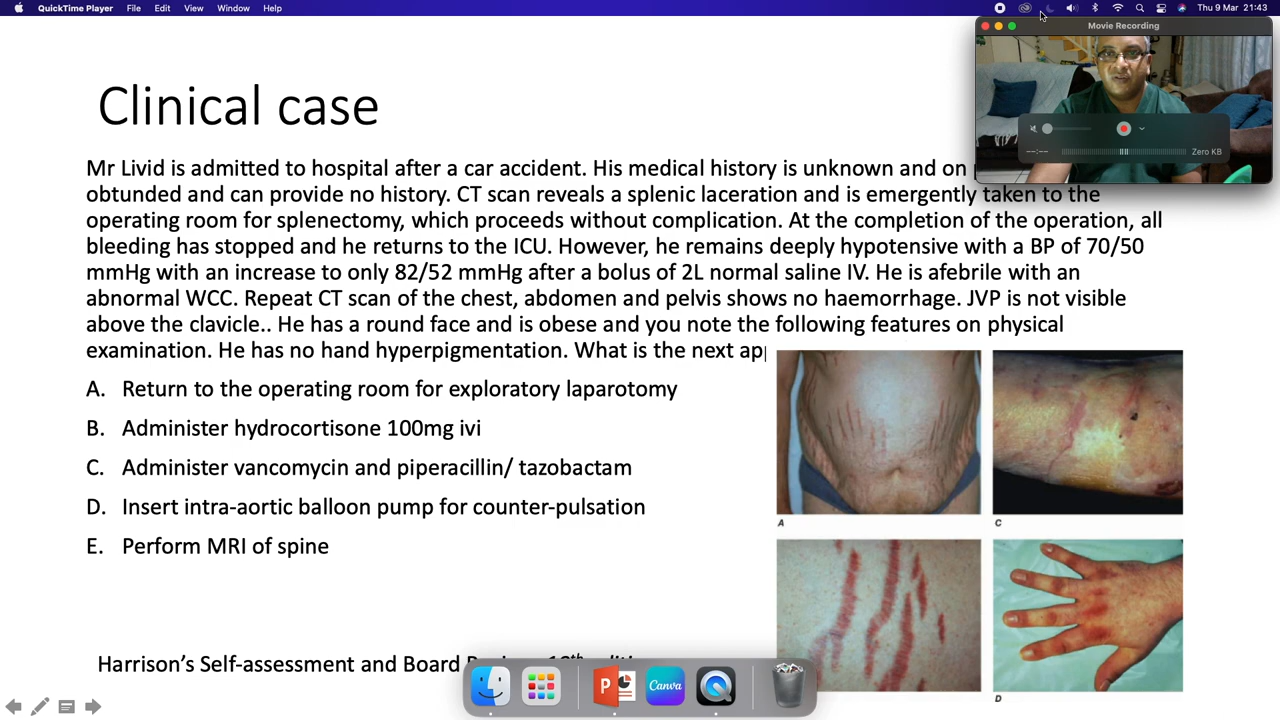 QuickTime Player File Edit View Window Help Thu 9 Mar 21:43
Movie Recording
--:-- Zero KB
Clinical case
Mr Livid is admitted to hospital after a car accident. His medical history is unknown and on
obtunded and can provide no history. CT scan reveals a splenic laceration and is emergently taken to the
operating room for splenectomy, which proceeds without complication. At the completion of the operation, all
bleeding has stopped and he returns to the ICU. However, he remains deeply hypotensive with a BP of 70/50
mmHg with an increase to only 82/52 mmHg after a bolus of 2L normal saline IV. He is afebrile with an
abnormal WCC. Repeat CT scan of the chest, abdomen and pelvis shows no haemorrhage. JVP is not visible
above the clavicle.. He has a round face and is obese and you note the following features on physical
examination. He has no hand hyperpigmentation. What is the next
A. Return to the operating room for exploratory laparotomy
B. Administer hydrocortisone 100mg ivi
C. Administer vancomycin and piperacillin/ tazobactam
D. Insert intra-aortic balloon pump for counter-pulsation
E. Perform MRI of spine
A
C
D
Harrison's Self-assessment and Board
Canva